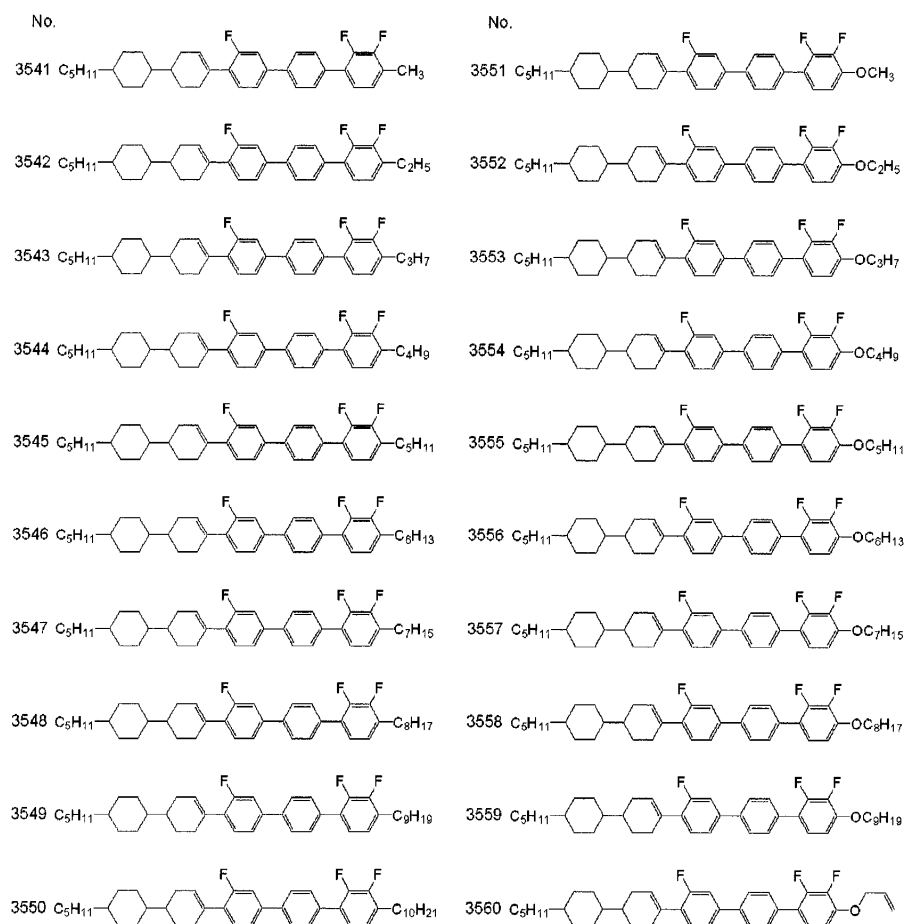 No.
F F F
3541 C5H11 CH3
F F F
3542 C5H11 C2H5
F F F
3543 C5H11 C3H7
F F F
3544 C5H11 C4H9
F F F
3545 C5H11 C5H11
F F F
3546 C5H11 C6H13
F F F
3547 C5H11 C7H15
F F F
3548 C5H11 C8H17
F F F
3549 C5H11 C9H19
F F F
3550 C5H11 C10H21
No.
F F F
3551 C5H11 OCH3
F F F
3552 C5H11 OC2H5
F F F
3553 C5H11 OC3H7
F F F
3554 C5H11 OC4H9
F F F
3555 C5H11 OC5H11
F F F
3556 C5H11 OC6H13
F F F
3557 C5H11 OC7H15
F F F
3558 C5H11 OC8H17
F F F
3559 C5H11 OC9H19
F F F
3560 C5H11 O